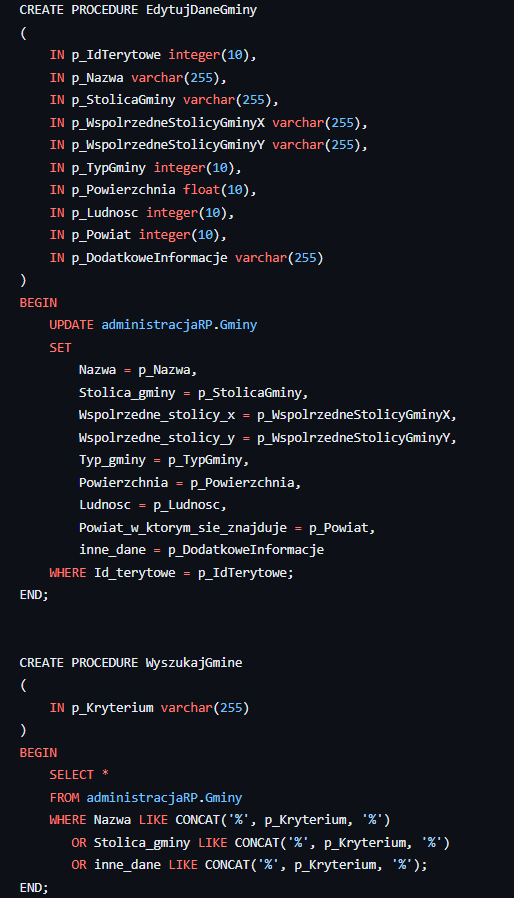 CREATE PROCEDURE EdytujDaneGminy
(
    IN p_IdTerytowe integer(10),
    IN p_Nazwa varchar(255),
    IN p_StolicaGminy varchar(255),
    IN p_WspolrzedneStolicyGminyX varchar(255),
    IN p_WspolrzedneStolicyGminyY varchar(255),
    IN p_TypGminy integer(10),
    IN p_Powierzchnia float(10),
    IN p_Ludnosc integer(10),
    IN p_Powiat integer(10),
    IN p_DodatkoweInformacje varchar(255)
)
BEGIN
    UPDATE administracjaRP.Gminy
    SET
        Nazwa = p_Nazwa,
        Stolica_gminy = p_StolicaGminy,
        Wspolrzedne_stolicy_x = p_WspolrzedneStolicyGminyX,
        Wspolrzedne_stolicy_y = p_WspolrzedneStolicyGminyY,
        Typ_gminy = p_TypGminy,
        Powierzchnia = p_Powierzchnia,
        Ludnosc = p_Ludnosc,
        Powiat_w_ktorym_sie_znajduje = p_Powiat,
        inne_dane = p_DodatkoweInformacje
    WHERE Id_terytowe = p_IdTerytowe;
END;
CREATE PROCEDURE WyszukajGmine
(
    IN p_Kryterium varchar(255)
)
BEGIN
    SELECT *
    FROM administracjaRP.Gminy
    WHERE Nazwa LIKE CONCAT('%', p_Kryterium, '%')
       OR Stolica_gminy LIKE CONCAT('%', p_Kryterium, '%')
       OR inne_dane LIKE CONCAT('%', p_Kryterium, '%');
END;